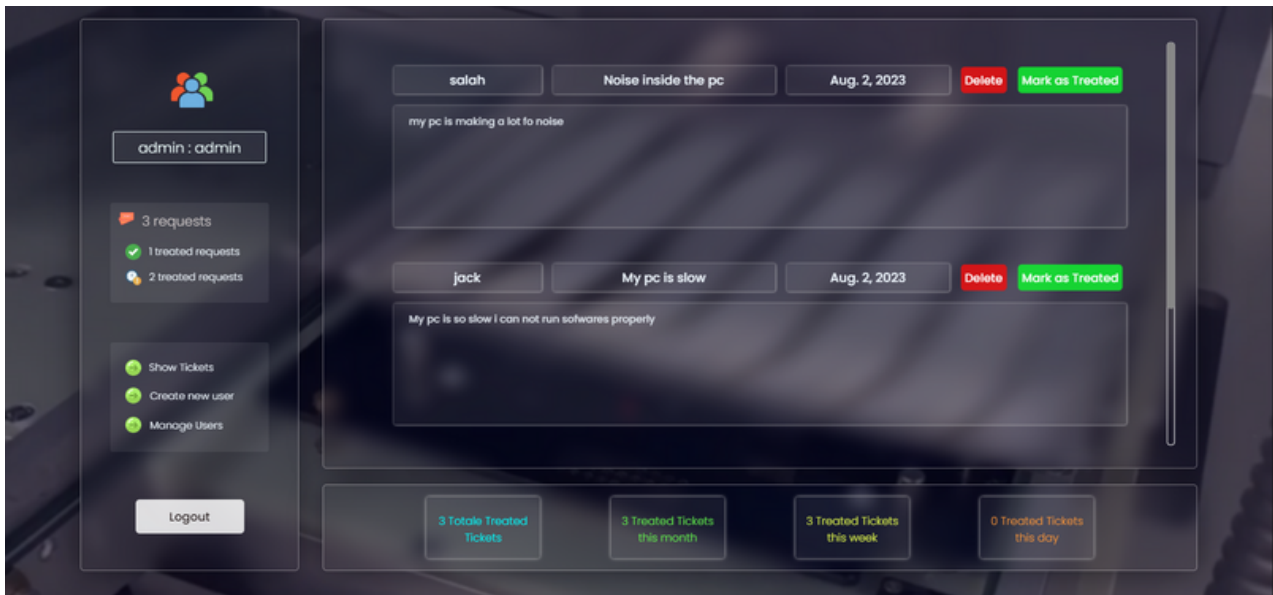 admin : admin
3 requests
1 treated requests
2 treated requests
Show Tickets
Create new user
Manage Users
Logout
salah
Noise inside the pc
Aug. 2, 2023
Delete
Mark as Treated
my pc is making a lot fo noise
jack
My pc is slow
Aug. 2, 2023
Delete
Mark as Treated
My pc is so slow i can not run sofwares properly
3 Totale Treated
Tickets
3 Treated Tickets
this month
3 Treated Tickets
this week
0 Treated Tickets
this day